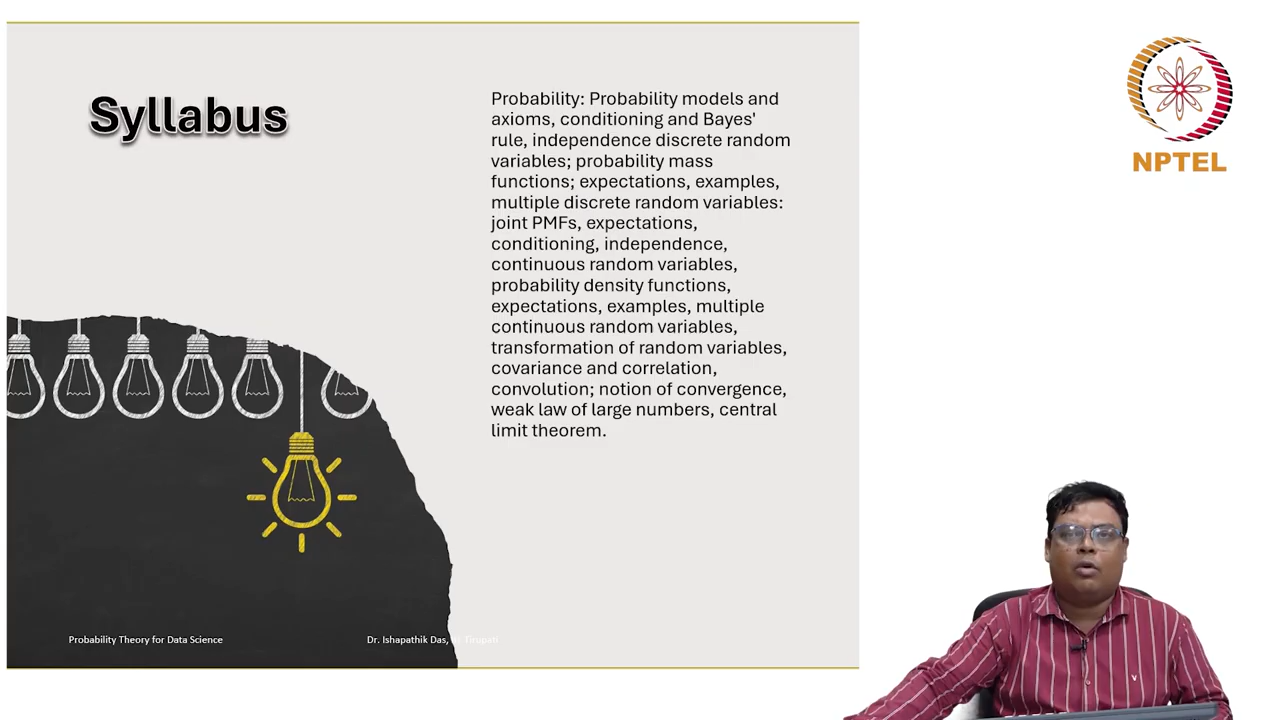 Syllabus
Probability: Probability models and
axioms, conditioning and Bayes'
rule, independence discrete random
variables; probability mass
functions; expectations, examples,
multiple discrete random variables:
joint PMFs, expectations,
conditioning, independence,
continuous random variables,
probability density functions,
expectations, examples, multiple
continuous random variables,
transformation of random variables,
covariance and correlation,
convolution; notion of convergence,
weak law of large numbers, central
limit theorem.
NPTEL
Probability Theory for Data Science
Dr. Ishapathik Das, IIT Tirupati